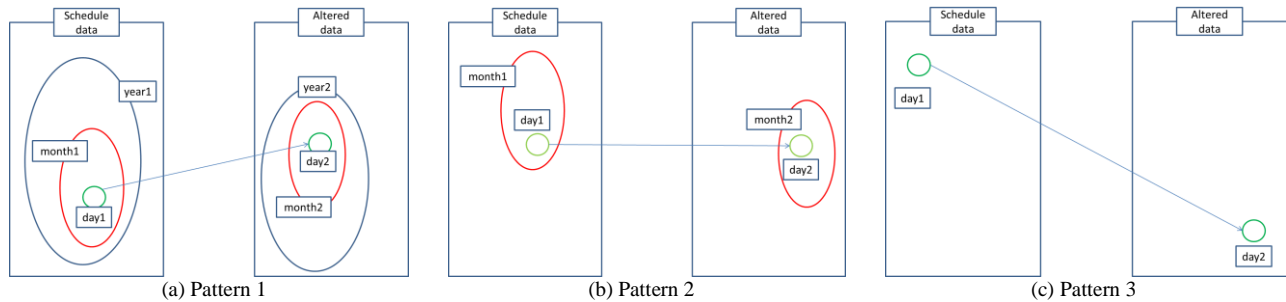 Schedule
data
Altered
data
year1
month1
day1
year2
day2
month2
(a) Pattern 1
Schedule
data
Altered
data
month1
day1
month2
day2
(b) Pattern 2
Schedule
data
Altered
data
day1
day2
(c) Pattern 3